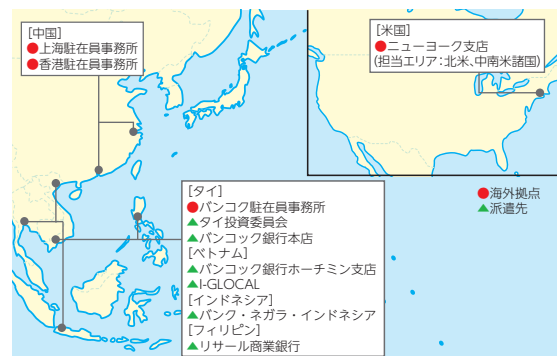 [中国]
●上海駐在員事務所
●香港駐在員事務所
[米国]
●ニューヨーク支店
(担当エリア:北米、中南米諸国)
[タイ]
●バンコク駐在員事務所
▲タイ投資委員会
▲バンコック銀行本店
[ベトナム]
▲バンコック銀行ホーチミン支店
▲I-GLOCAL
[インドネシア]
▲バンク・ネガラ・インドネシア
[フィリピン]
▲リサール商業銀行
●海外拠点
▲派遣先